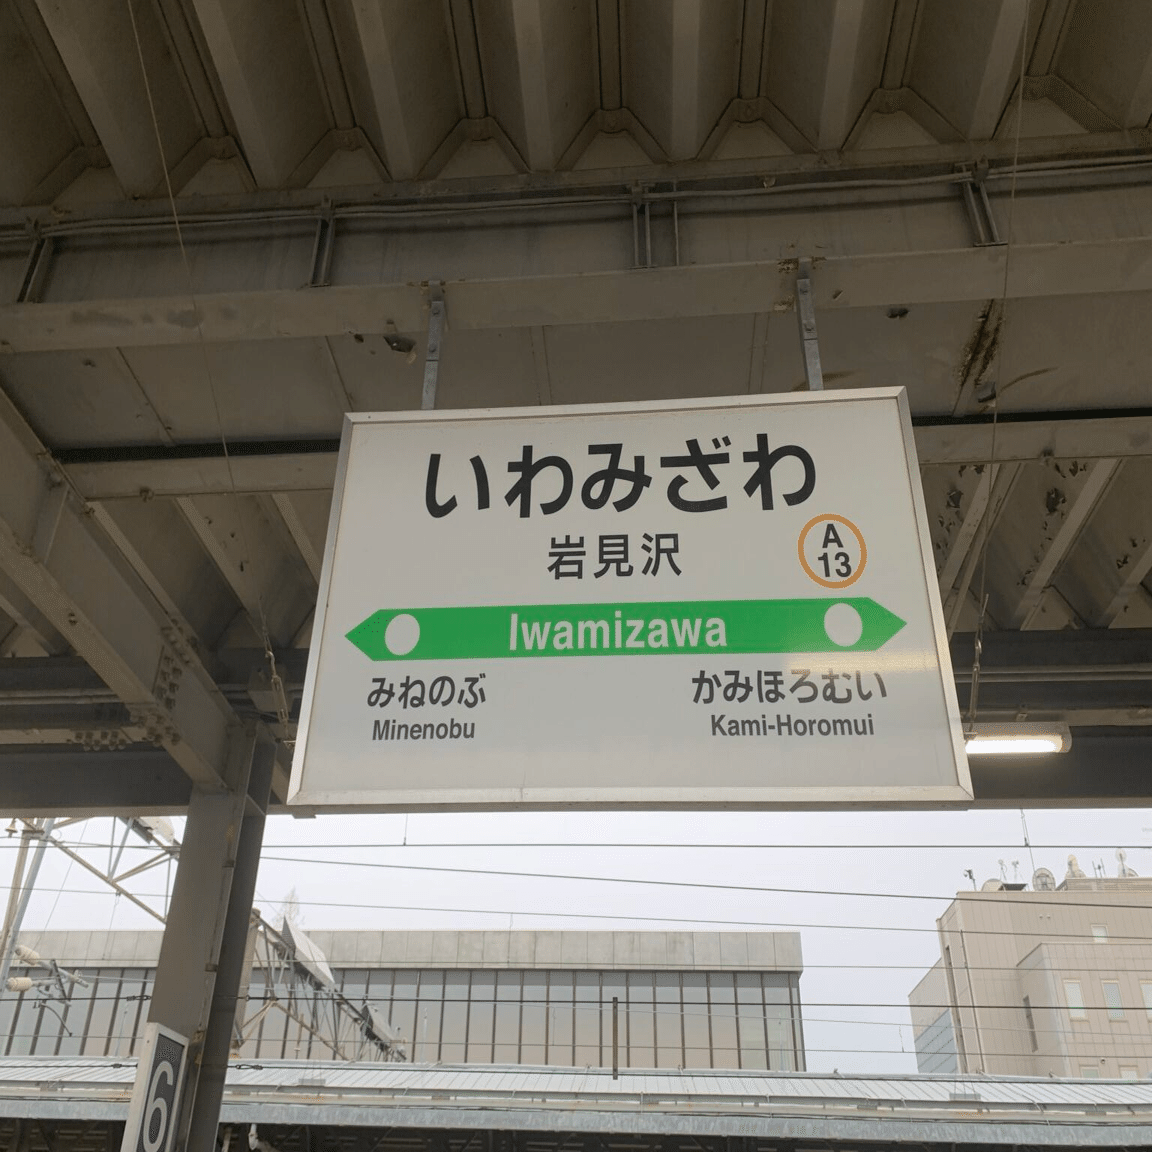 いわみざわ
岩見沢
A
13
Iwamizawa
みねのぶ
かみほろむい
Minenobu
Kami-Horomui
6